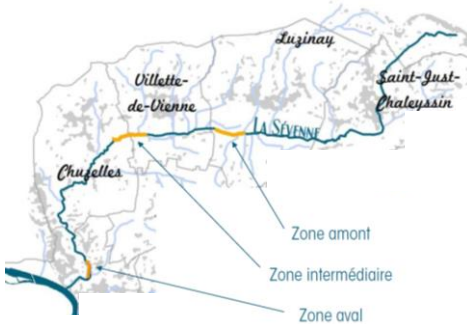 Luzinay
Villette-
de-Vienne
Saint-Just-
Chaleyssin
LA SÉVENNE
Chuzelles
Zone amont
Zone intermédiaire
Zone aval